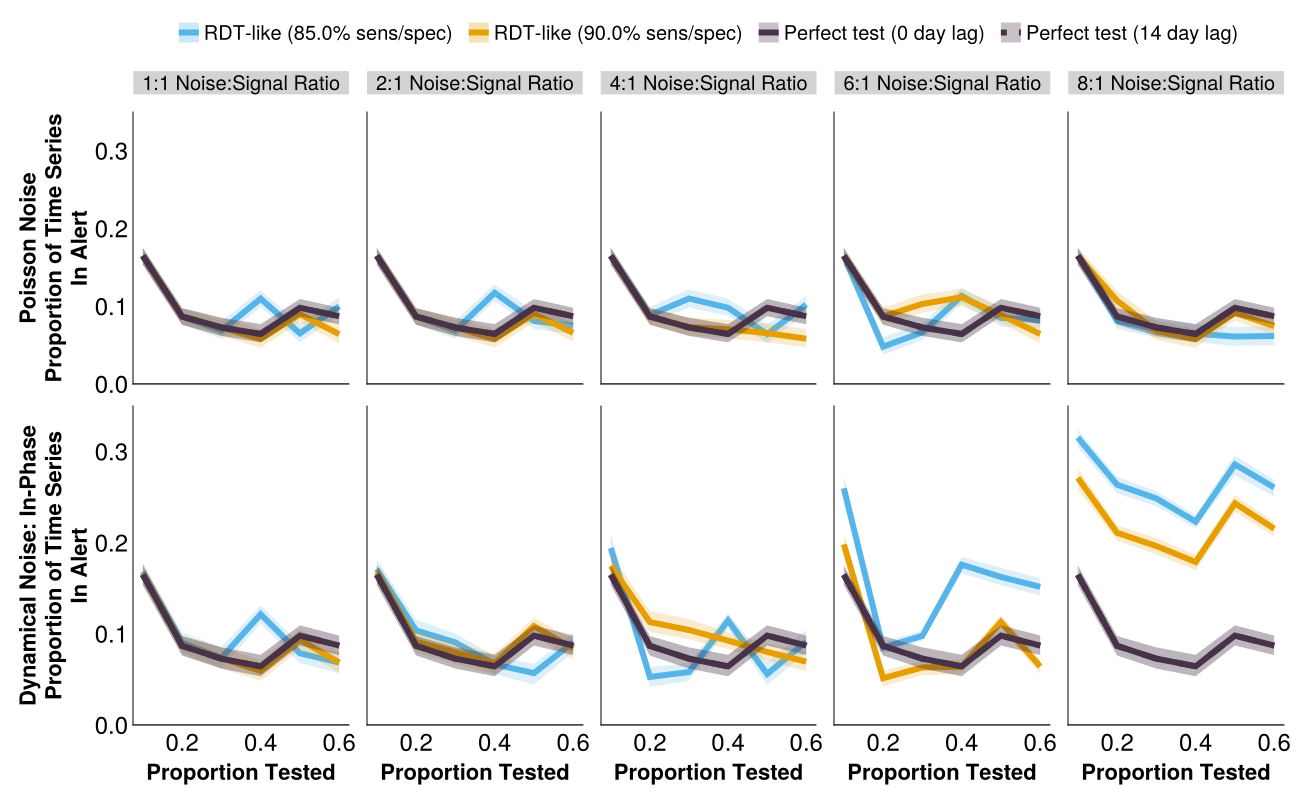 RDT-like (85.0% sens/spec) RDT-like (90.0% sens/spec) Perfect test (0 day lag) Perfect test (14 day lag)
1:1 Noise:Signal Ratio 2:1 Noise:Signal Ratio 4:1 Noise:Signal Ratio 6:1 Noise:Signal Ratio 8:1 Noise:Signal Ratio
Poisson Noise
Proportion of Time Series
In Alert
0.3
0.2
0.1
0.0
Dynamical Noise: In-Phase
Proportion of Time Series
In Alert
0.3
0.2
0.1
0.0
0.2 0.4 0.6 0.2 0.4 0.6 0.2 0.4 0.6 0.2 0.4 0.6 0.2 0.4 0.6
Proportion Tested Proportion Tested Proportion Tested Proportion Tested Proportion Tested